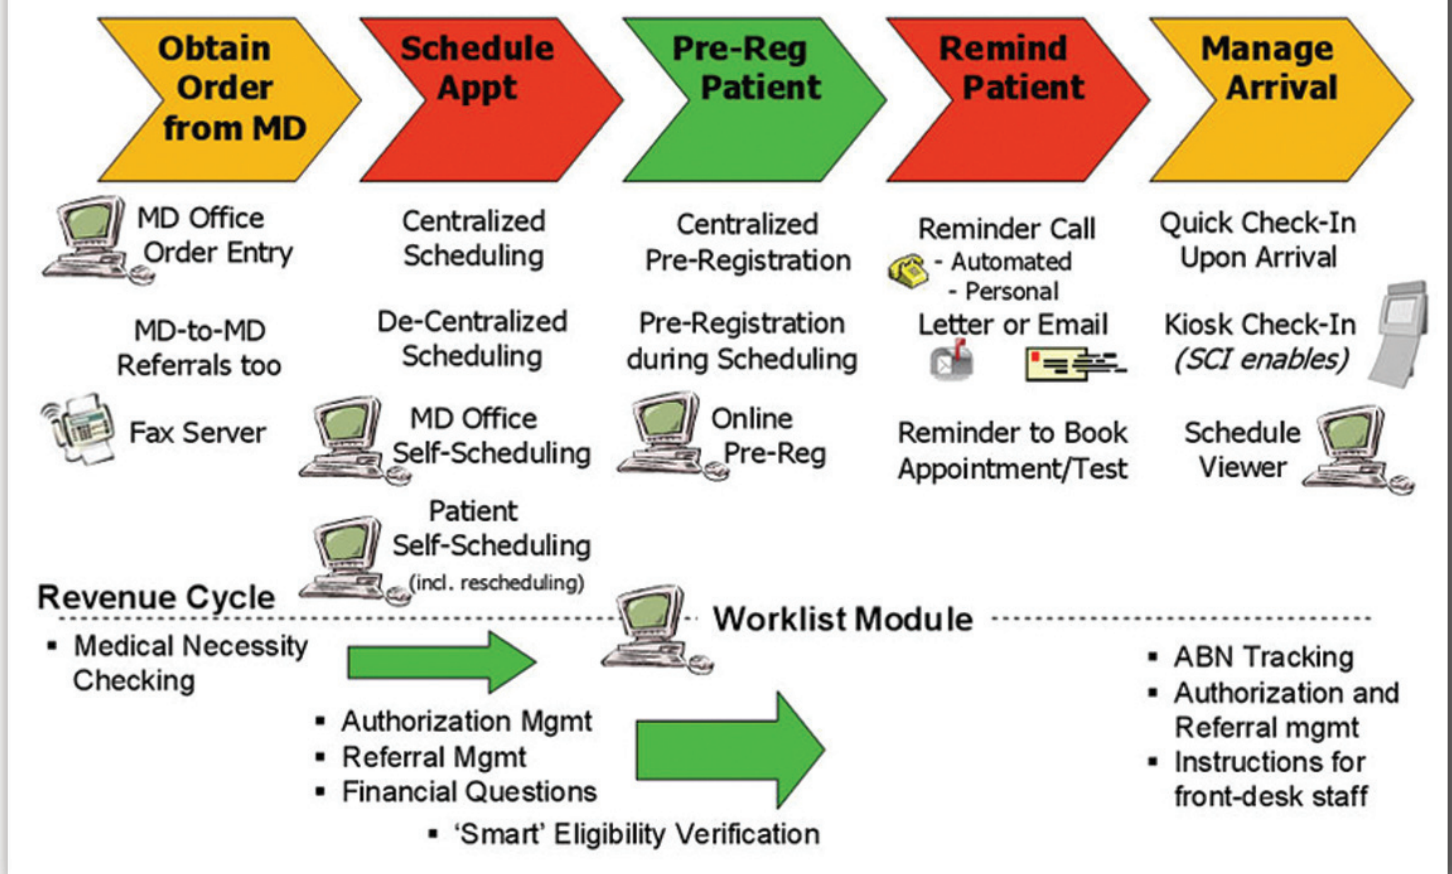 Obtain
Order
from MD
Schedule
Appt
Pre-Reg
Patient
Remind
Patient
Manage
Arrival
MD Office
Order Entry
MD-to-MD
Referrals too
Fax Server
Centralized
Scheduling
De-Centralized
Scheduling
MD Office
Self-Scheduling
Patient
Self-Scheduling
(incl. rescheduling)
Centralized
Pre-Registration
Pre-Registration
during Scheduling
Online
Pre-Reg
Reminder Call
- Automated
- Personal
Letter or Email
Reminder to Book
Appointment/Test
Quick Check-In
Upon Arrival
Kiosk Check-In
(SCI enables)
Schedule
Viewer
Revenue Cycle
Worklist Module
▪ Medical Necessity
Checking
▪ Authorization Mgmt
▪ Referral Mgmt
▪ Financial Questions
▪ ‘Smart’ Eligibility Verification
▪ ABN Tracking
▪ Authorization and
Referral mgmt
▪ Instructions for
front-desk staff